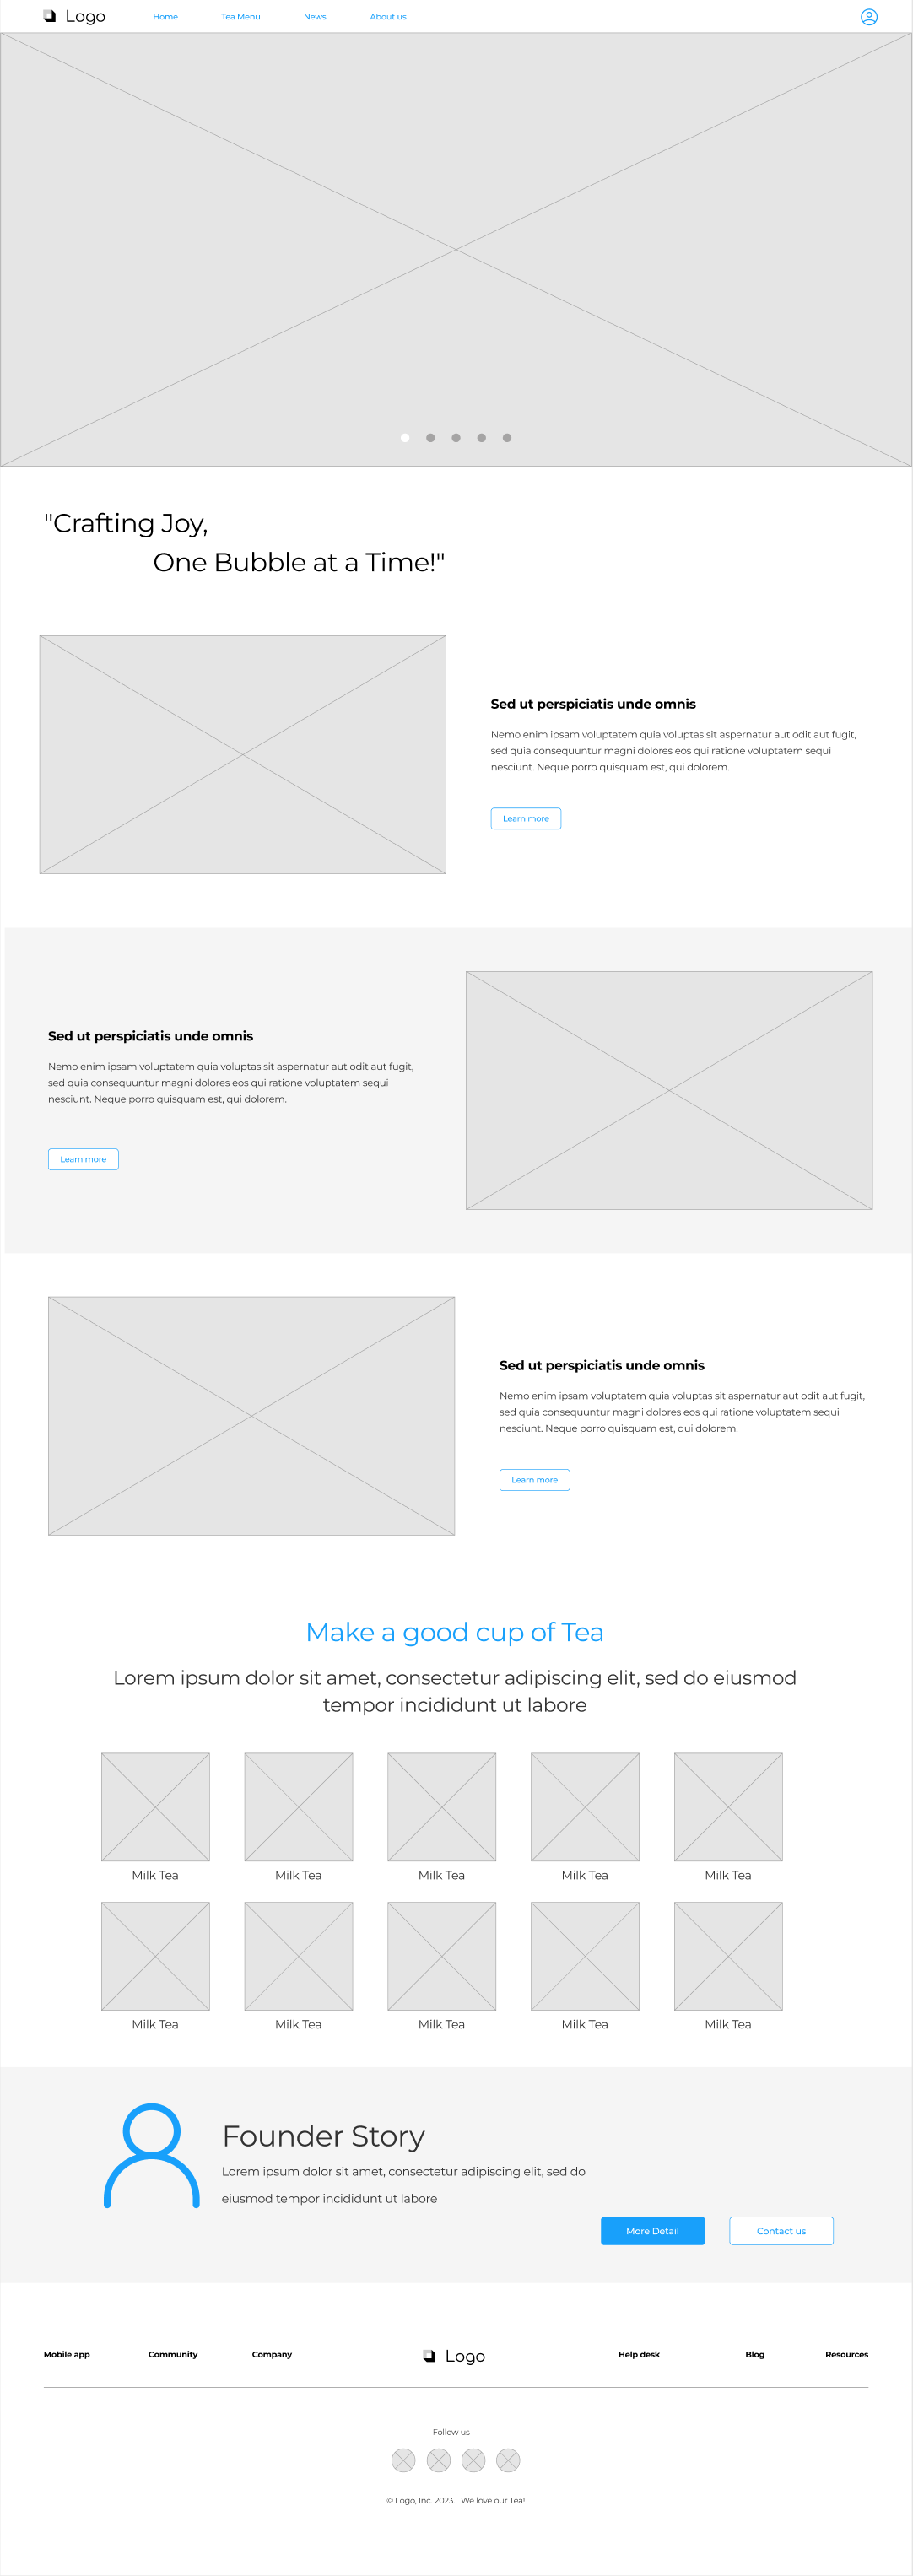 Logo
Home
Tea Menu
News
About us
"Crafting Joy,
One Bubble at a Time!"
Sed ut perspiciatis unde omnis
Nemo enim ipsam voluptatem quia voluptas sit aspernatur aut odit aut fugit,
sed quia consequuntur magni dolores eos qui ratione voluptatem sequi
nesciunt. Neque porro quisquam est, qui dolorem.
Learn more
Sed ut perspiciatis unde omnis
Nemo enim ipsam voluptatem quia voluptas sit aspernatur aut odit aut fugit,
sed quia consequuntur magni dolores eos qui ratione voluptatem sequi
nesciunt. Neque porro quisquam est, qui dolorem.
Learn more
Sed ut perspiciatis unde omnis
Nemo enim ipsam voluptatem quia voluptas sit aspernatur aut odit aut fugit,
sed quia consequuntur magni dolores eos qui ratione voluptatem sequi
nesciunt. Neque porro quisquam est, qui dolorem.
Learn more
Make a good cup of Tea
Lorem ipsum dolor sit amet, consectetur adipiscing elit, sed do eiusmod
tempor incididunt ut labore
Milk Tea
Milk Tea
Milk Tea
Milk Tea
Milk Tea
Milk Tea
Milk Tea
Milk Tea
Milk Tea
Milk Tea
Founder Story
Lorem ipsum dolor sit amet, consectetur adipiscing elit, sed do
eiusmod tempor incididunt ut labore
More Detail
Contact us
Mobile app
Community
Company
Logo
Help desk
Blog
Resources
Follow us
© Logo, Inc. 2023. We love our Tea!